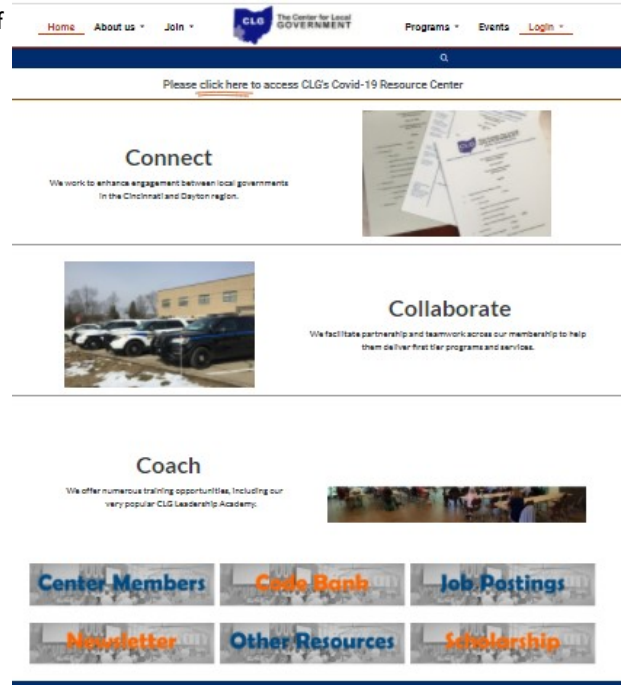 f
Home About us Join CLG The Center for Local GOVERNMENT Programs Events Login
Please click here to access CLG's Covid-19 Resource Center
Connect
We work to enhance engagement between local governments
in the Cincinnati and Dayton region.
CLG
Collaborate
We facilitate partnership and teamwork across our membership to help
them deliver first tier programs and services.
Coach
We offer numerous training opportunities, including our
very popular CLG Leadership Academy.
Center Members Code Bank Job Postings
Newsletter Other Resources Scholarship